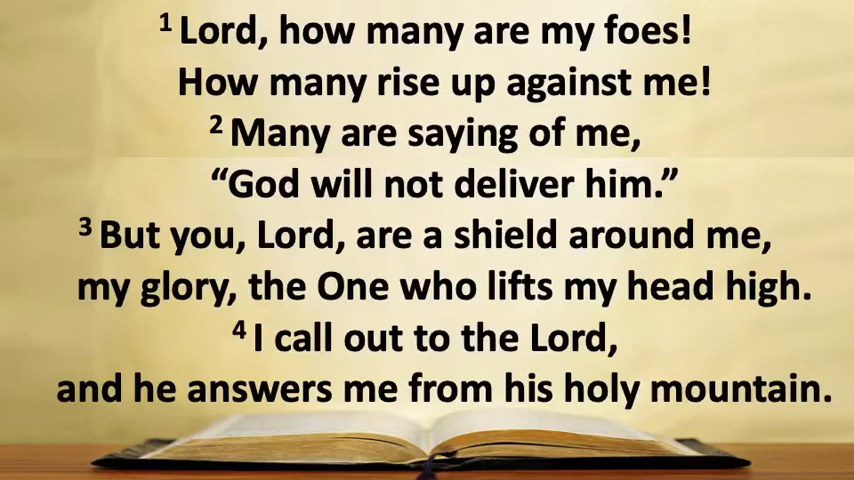 1 Lord, how many are my foes!
How many rise up against me!
2 Many are saying of me,
“God will not deliver him.”
3 But you, Lord, are a shield around me,
my glory, the One who lifts my head high.
4 I call out to the Lord,
and he answers me from his holy mountain.